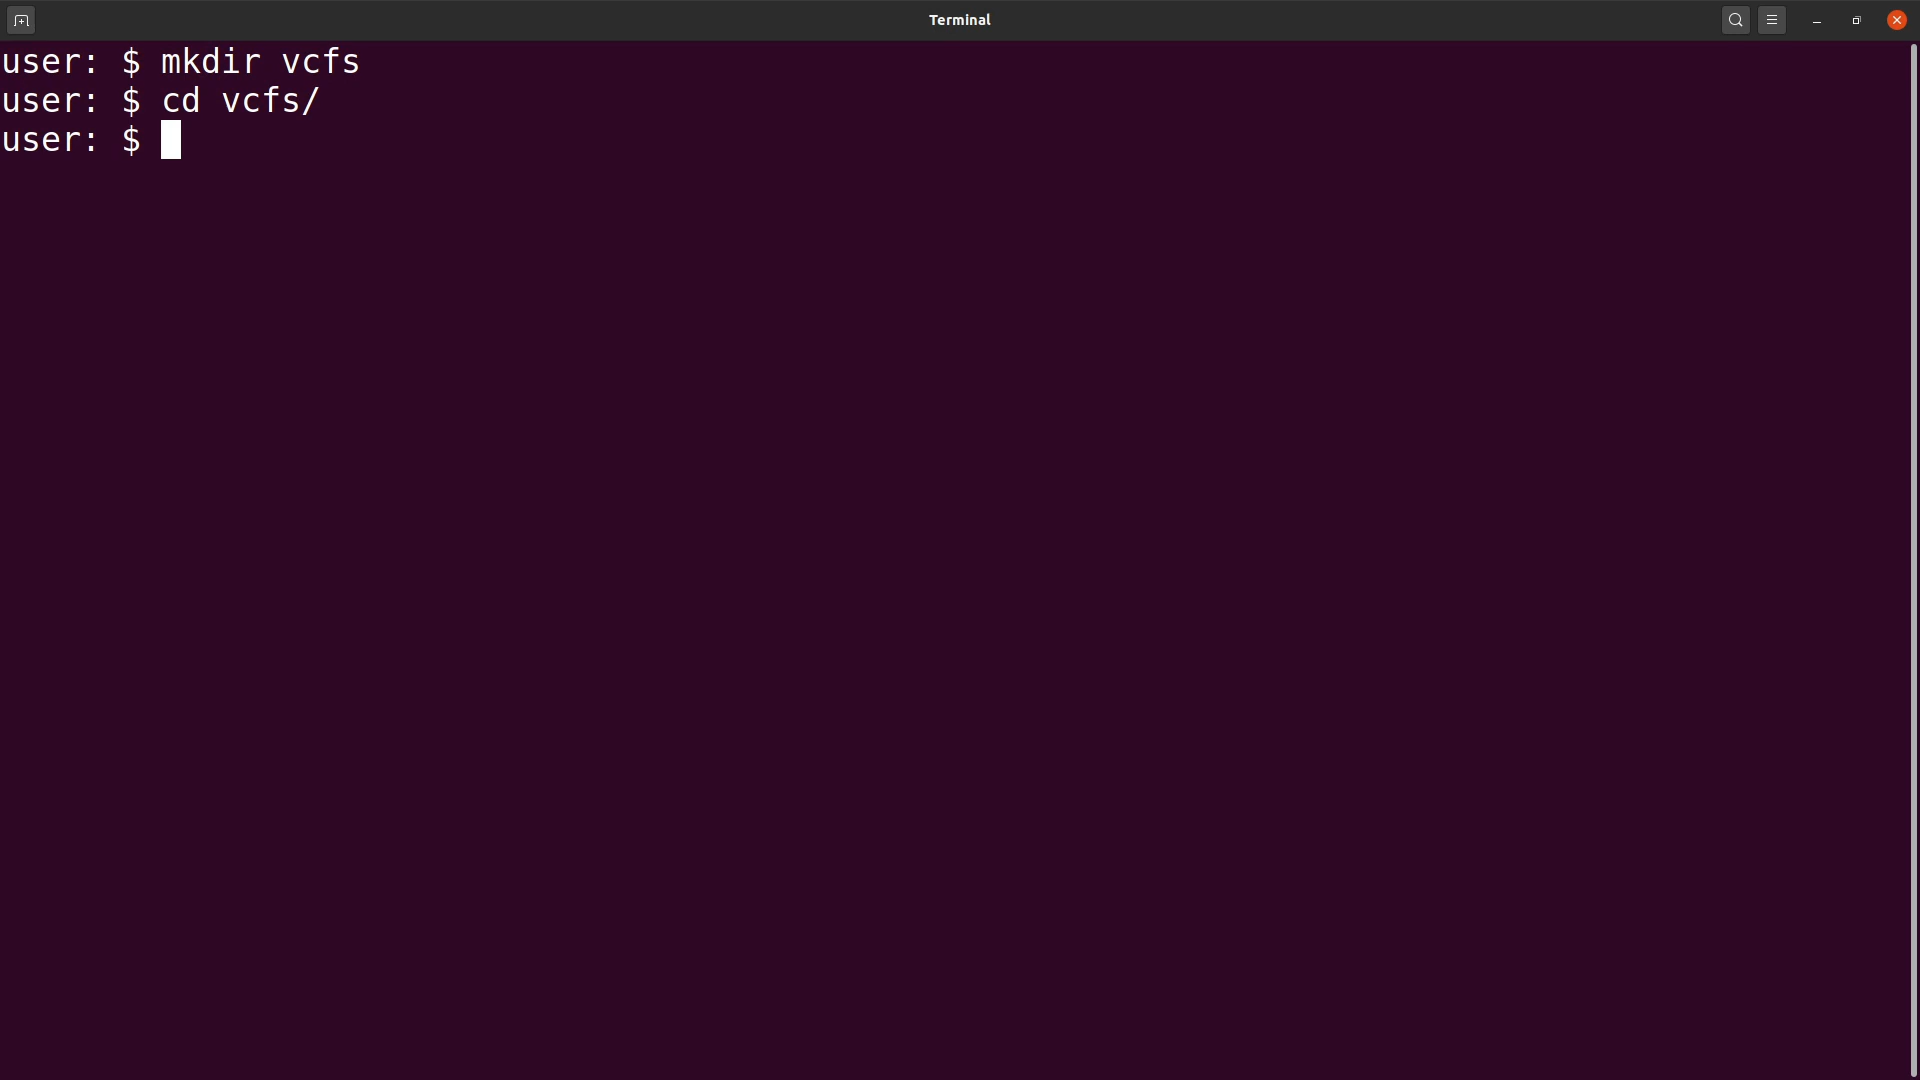 Terminal
user: $ mkdir vcfs
user: $ cd vcfs/
user: $